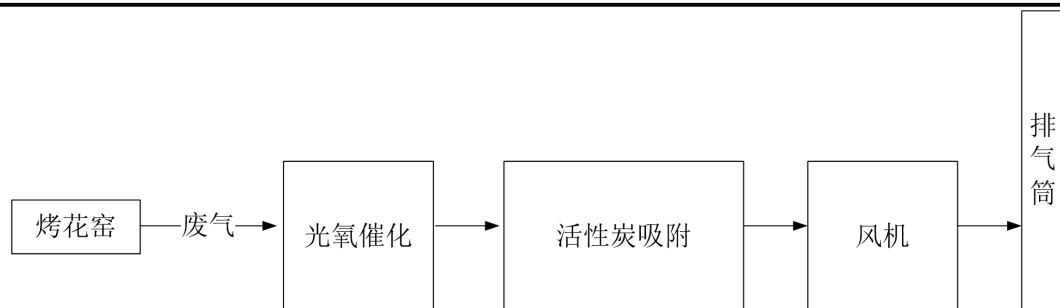 烤花窑
废气
光氧催化
活性炭吸附
风机
排气筒